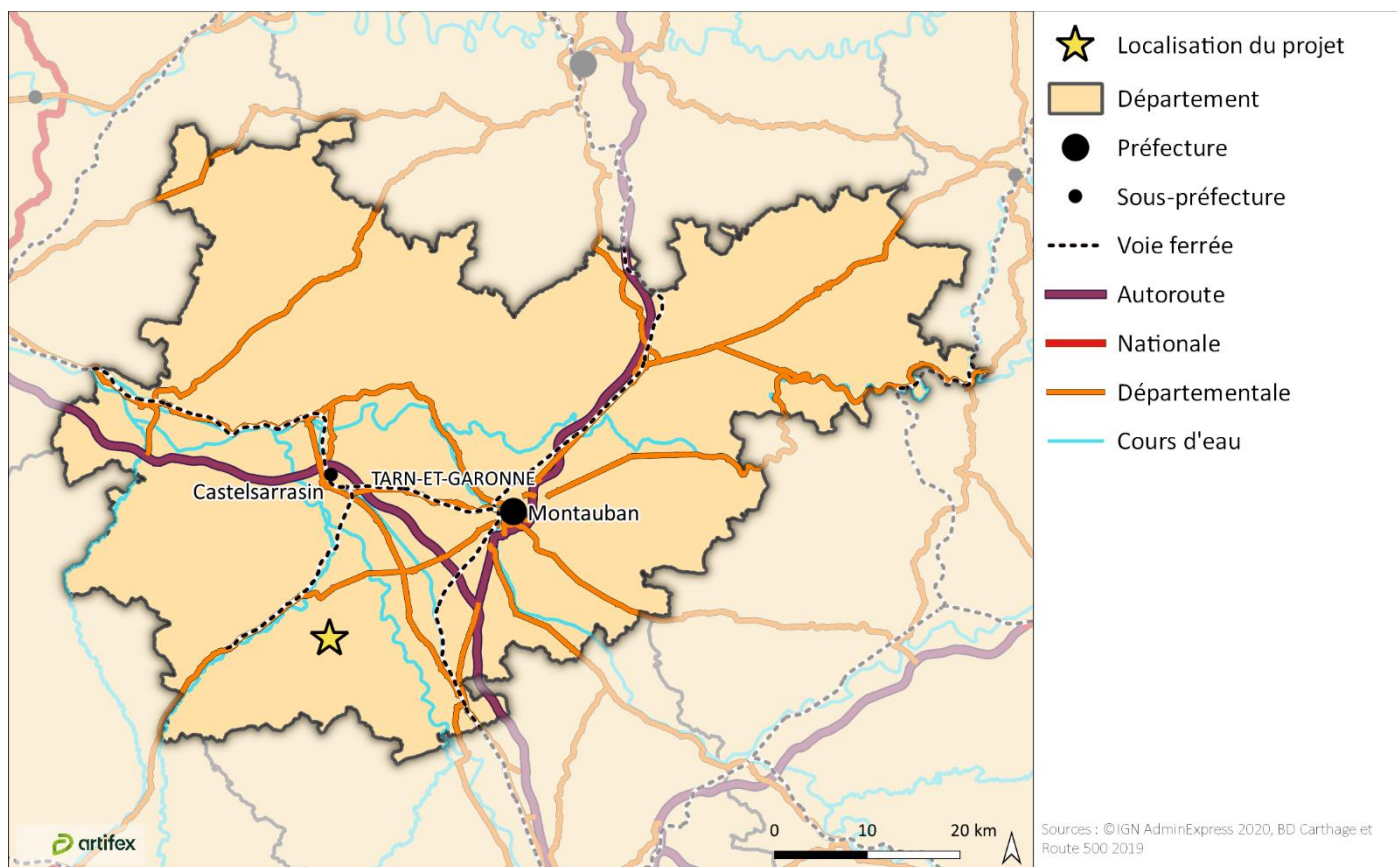 Castelsarrasin
TARN-ET-GARONNE
Montauban
artifex
0 10 20 km
Localisation du projet
Département
Préfecture
Sous-préfecture
Voie ferrée
Autoroute
Nationale
Départementale
Cours d'eau
Sources : ©IGN AdminExpress 2020, BD Carthage et
Route 500 2019